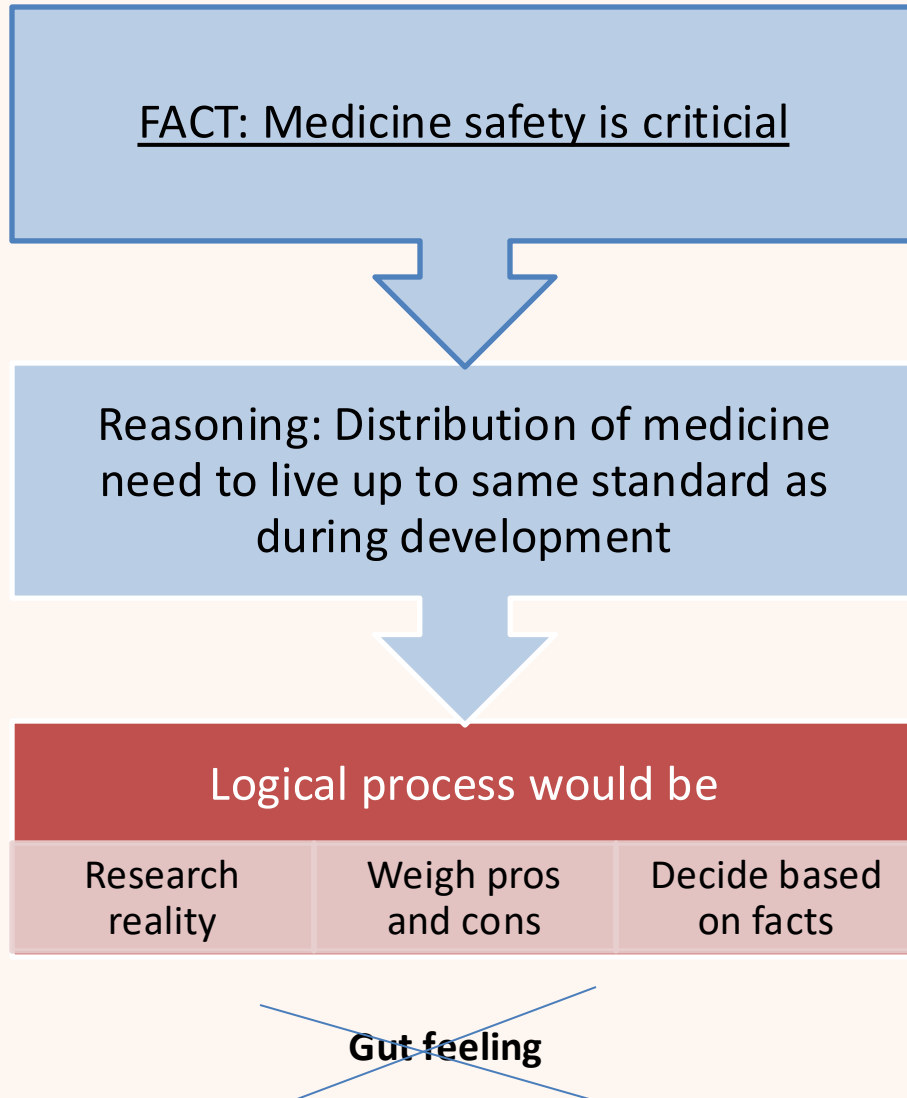 FACT: Medicine safety is criticial
Reasoning: Distribution of medicine
need to live up to same standard as
during development
Logical process would be
Research
reality
Weigh pros
and cons
Decide based
on facts
Gut feeling